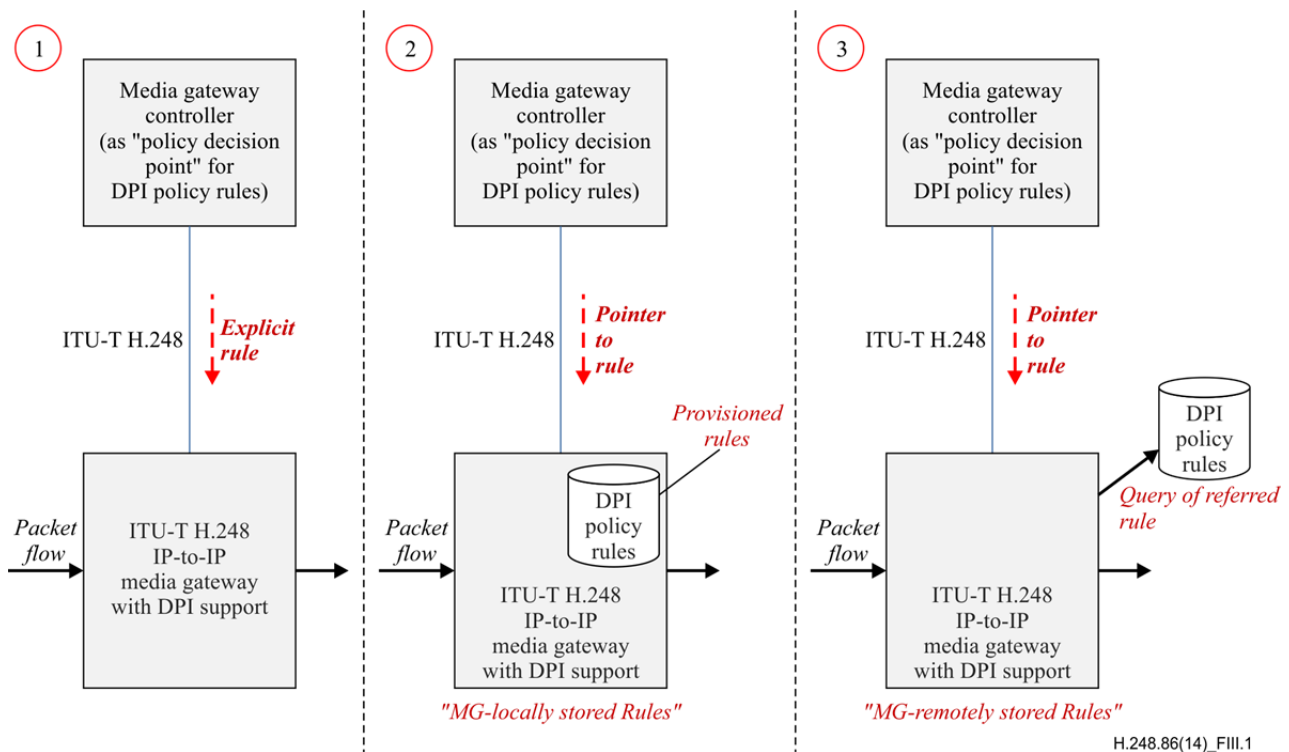 1
Media gateway
controller
(as "policy decision
point" for
DPI policy rules)
ITU-T H.248
Explicit
rule
Packet
flow
ITU-T H.248
IP-to-IP
media gateway
with DPI support
2
Media gateway
controller
(as "policy decision
point" for
DPI policy rules)
ITU-T H.248
Pointer
to
rule
Provisioned
rules
DPI
policy
rules
Packet
flow
ITU-T H.248
IP-to-IP
media gateway
with DPI support
"MG-locally stored Rules"
3
Media gateway
controller
(as "policy decision
point" for
DPI policy rules)
ITU-T H.248
Pointer
to
rule
DPI
policy
rules
Query of referred
rule
Packet
flow
ITU-T H.248
IP-to-IP
media gateway
with DPI support
"MG-remotely stored Rules"
H.248.86(14)_FIII.1